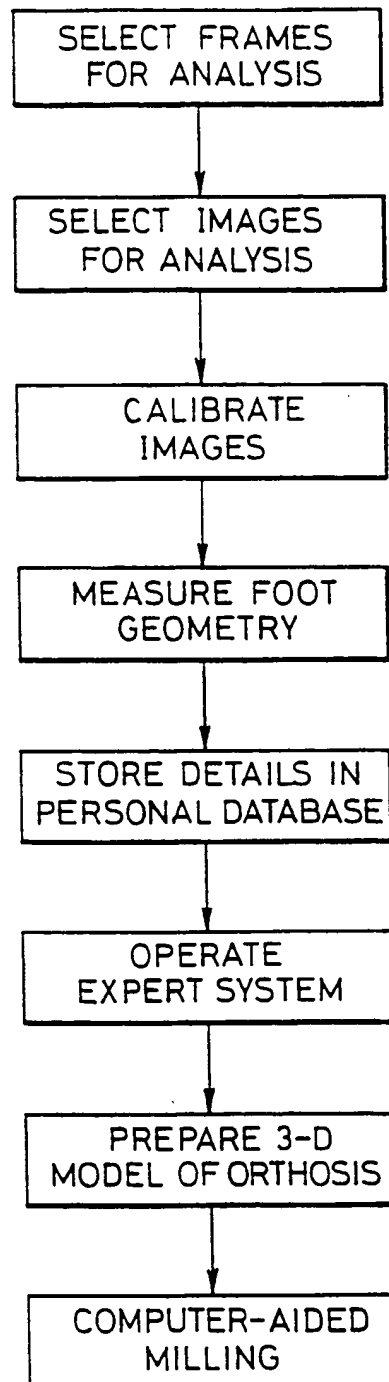 SELECT FRAMES
FOR ANALYSIS
SELECT IMAGES
FOR ANALYSIS
CALIBRATE
IMAGES
MEASURE FOOT
GEOMETRY
STORE DETAILS IN
PERSONAL DATABASE
OPERATE
EXPERT SYSTEM
PREPARE 3-D
MODEL OF ORTHOSIS
COMPUTER-AIDED
MILLING